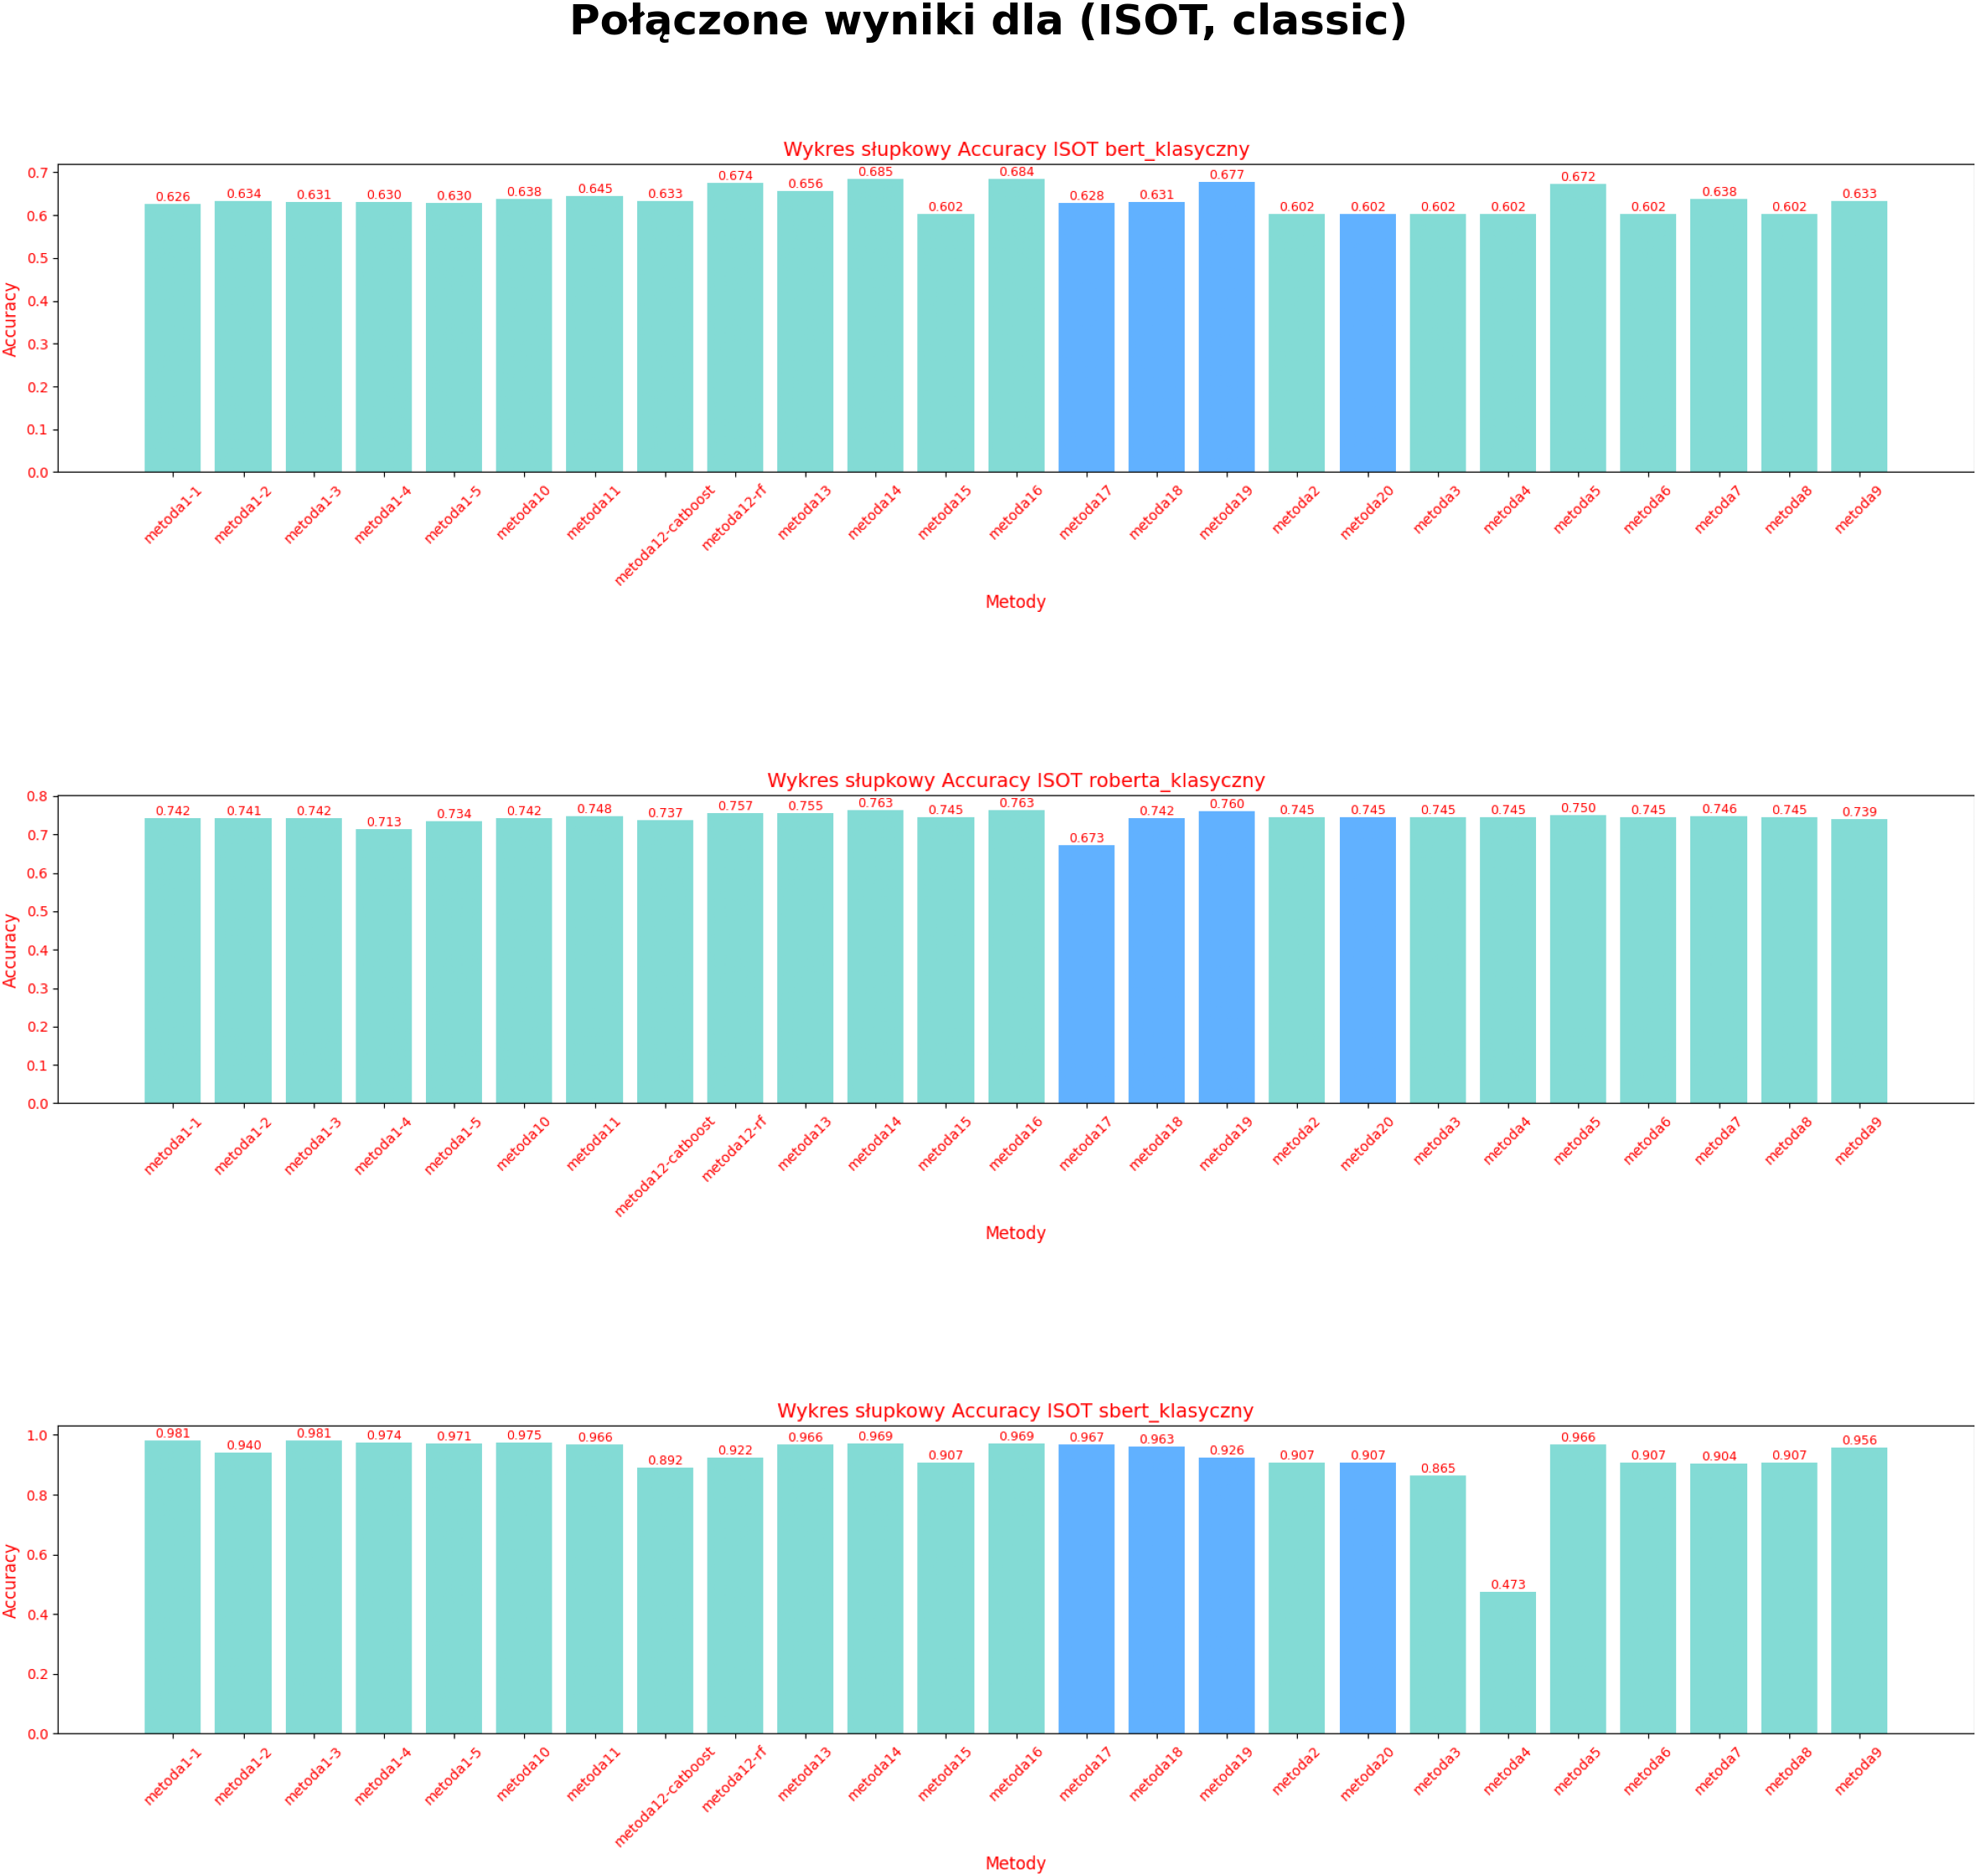 Połączone wyniki dla (ISOT, classic)
Wykres słupkowy Accuracy ISOT bert_klasyczny
0.626 0.634 0.631 0.630 0.630 0.638 0.645 0.633 0.674 0.656 0.685 0.602 0.684 0.628 0.631 0.677 0.602 0.602 0.602 0.602 0.672 0.602 0.638 0.602 0.633
Accuracy
0.7
0.6
0.5
0.4
0.3
0.2
0.1
0.0
metoda1-1 metoda1-2 metoda1-3 metoda1-4 metoda1-5 metoda10 metoda11 metoda12-catboost metoda12-rf metoda13 metoda14 metoda15 metoda16 metoda17 metoda18 metoda19 metoda2 metoda20 metoda3 metoda4 metoda5 metoda6 metoda7 metoda8 metoda9
Metody
Wykres słupkowy Accuracy ISOT roberta_klasyczny
0.742 0.741 0.742 0.713 0.734 0.742 0.748 0.737 0.757 0.755 0.763 0.745 0.763 0.673 0.742 0.760 0.745 0.745 0.745 0.745 0.750 0.745 0.746 0.745 0.739
Accuracy
0.8
0.7
0.6
0.5
0.4
0.3
0.2
0.1
0.0
metoda1-1 metoda1-2 metoda1-3 metoda1-4 metoda1-5 metoda10 metoda11 metoda12-catboost metoda12-rf metoda13 metoda14 metoda15 metoda16 metoda17 metoda18 metoda19 metoda2 metoda20 metoda3 metoda4 metoda5 metoda6 metoda7 metoda8 metoda9
Metody
Wykres słupkowy Accuracy ISOT sbert_klasyczny
0.981 0.940 0.981 0.974 0.971 0.975 0.966 0.892 0.922 0.966 0.969 0.907 0.969 0.967 0.963 0.926 0.907 0.907 0.865 0.473 0.966 0.907 0.904 0.907 0.956
Accuracy
1.0
0.8
0.6
0.4
0.2
0.0
metoda1-1 metoda1-2 metoda1-3 metoda1-4 metoda1-5 metoda10 metoda11 metoda12-catboost metoda12-rf metoda13 metoda14 metoda15 metoda16 metoda17 metoda18 metoda19 metoda2 metoda20 metoda3 metoda4 metoda5 metoda6 metoda7 metoda8 metoda9
Metody